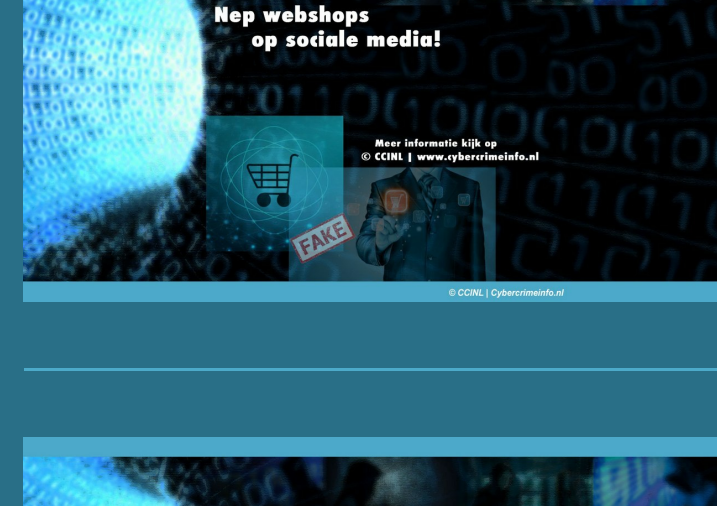 Nep webshops
op sociale media!
Meer informatie kijk op
© CCINL | www.cybercrimeinfo.nl
FAKE
© CCINL | Cybercrimeinfo.nl